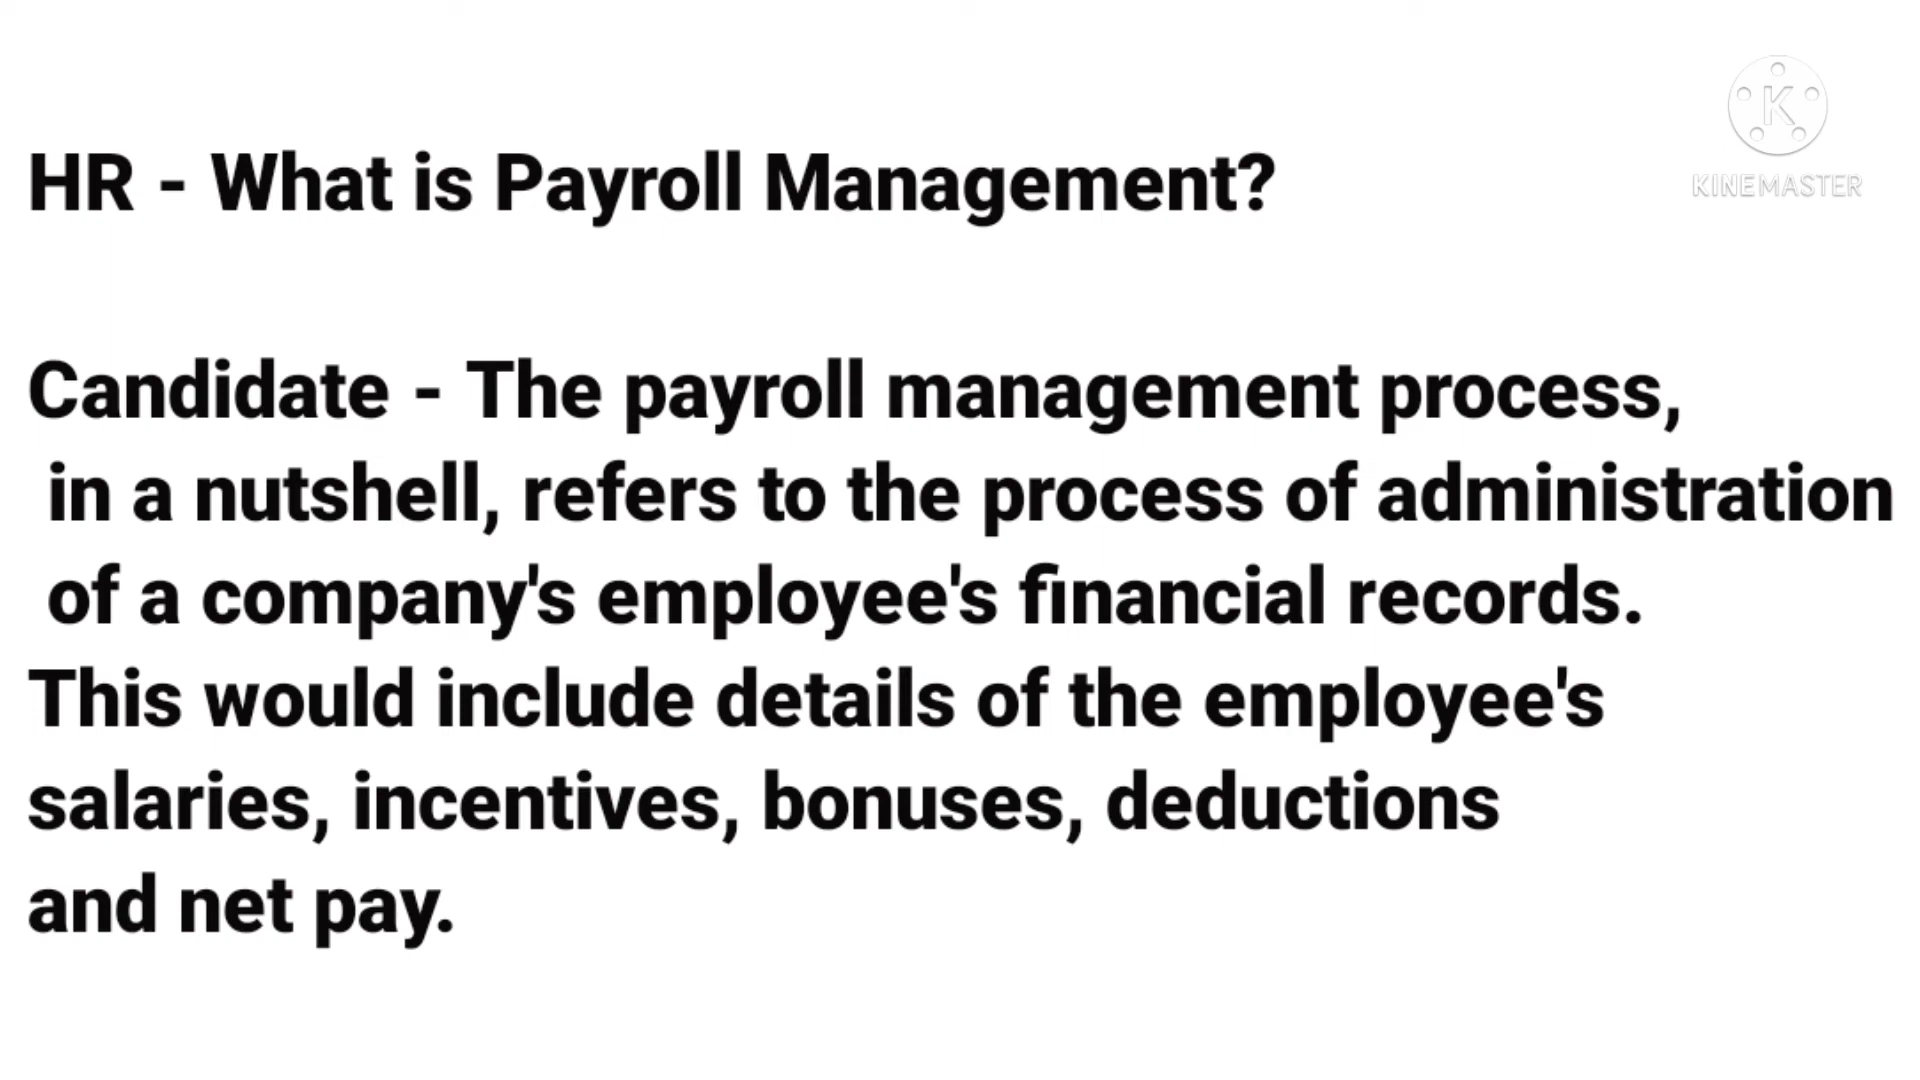 HR - What is Payroll Management?
KINEMASTER
Candidate - The payroll management process,
in a nutshell, refers to the process of administration
of a company's employee's financial records.
This would include details of the employee's
salaries, incentives, bonuses, deductions
and net pay.